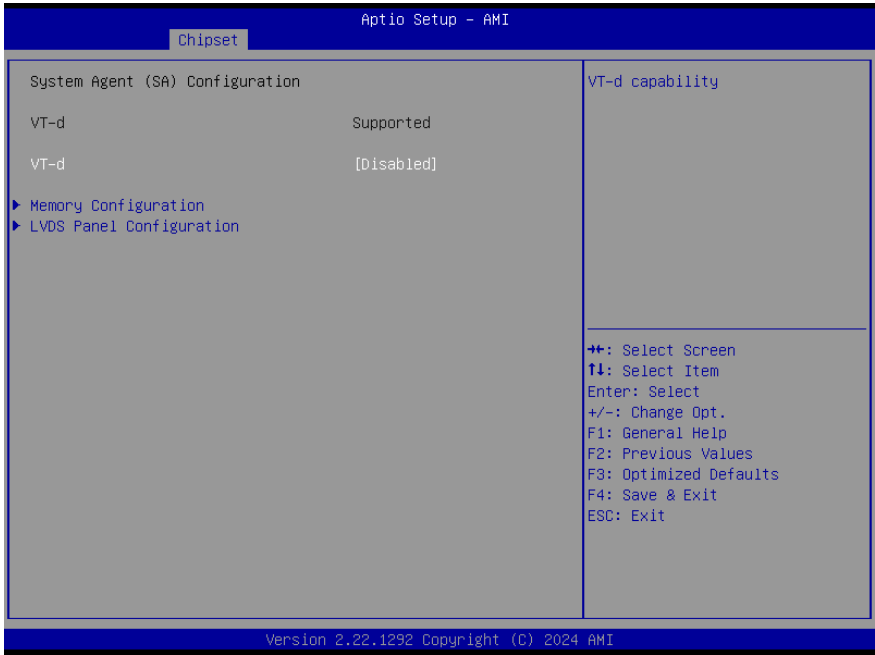 Aptio Setup – AMI
Chipset
System Agent (SA) Configuration
VT-d Supported
VT-d [Disabled]
▶ Memory Configuration
▶ LVDS Panel Configuration
VT-d capability
→←: Select Screen
↑↓: Select Item
Enter: Select
+/-: Change Opt.
F1: General Help
F2: Previous Values
F3: Optimized Defaults
F4: Save & Exit
ESC: Exit
Version 2.22.1292 Copyright (C) 2024 AMI